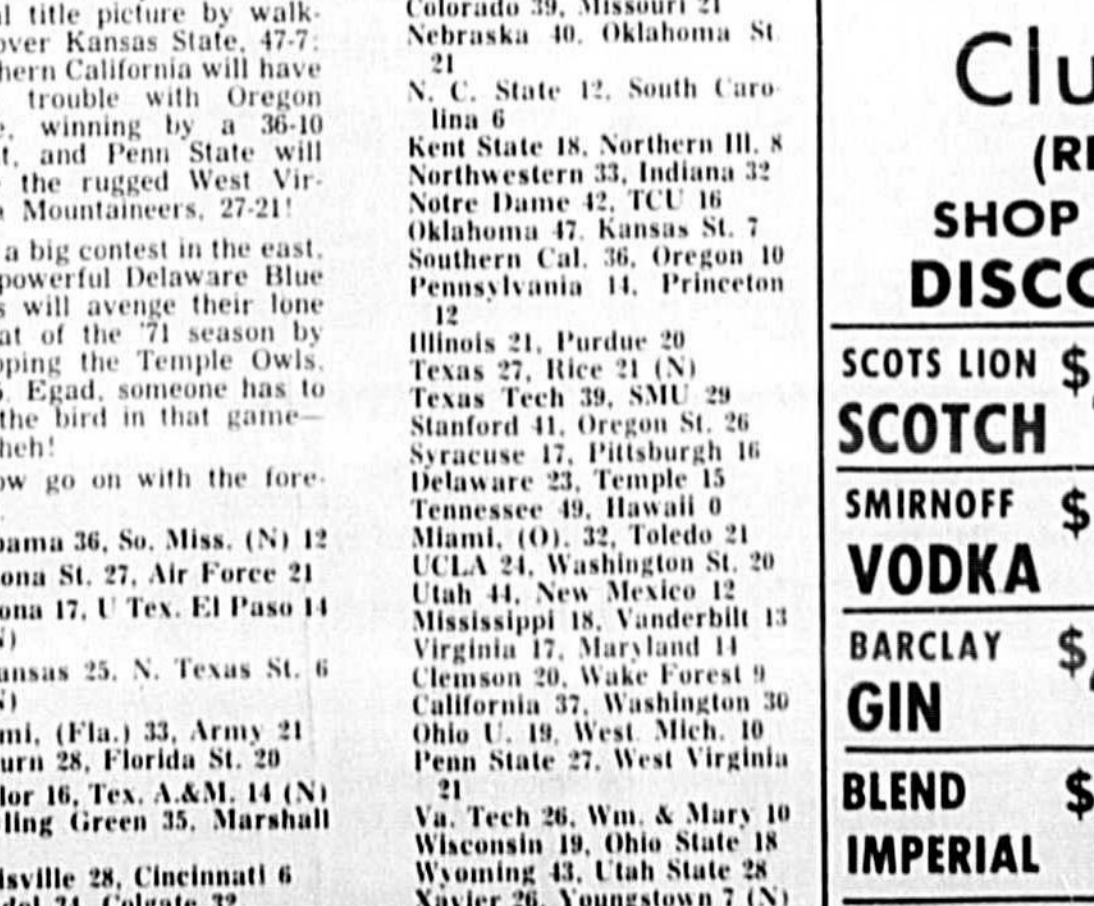 title picture by walk-
over Kansas State, 47-7;
hern California will have
trouble with Oregon
winning by a 36-10
and Penn State will
the rugged West Vir-
Mountaineers, 27-21!
a big contest in the east,
powerful Delaware Blue
will avenge their lone
of the '71 season by
the Temple Owls,
Egad, someone has to
the bird in that game—
heh!
go on with the fore-
bama 36, So. Miss. (N) 12
ona St. 27, Air Force 21
ona 17, U Tex. El Paso 14
ansas 25, N. Texas St. 6
mi, (Fla.) 33, Army 21
urn 28, Florida St. 20
lor 16, Tex. A.&M. 14 (N)
ling Green 35, Marshall
isville 28, Cincinnati 6
Colgate 32
Colorado 39, Missouri 21
Nebraska 40, Oklahoma St.
21
N. C. State 12, South Caro-
lina 6
Kent State 18, Northern Ill. 8
Northwestern 33, Indiana 32
Notre Dame 42, TCU 16
Oklahoma 47, Kansas St. 7
Southern Cal. 36, Oregon 10
Pennsylvania 14, Princeton
12
Illinois 21, Purdue 20
Texas 27, Rice 21 (N)
Texas Tech 39, SMU 29
Stanford 41, Oregon St. 26
Syracuse 17, Pittsburgh 16
Delaware 23, Temple 15
Tennessee 49, Hawaii 0
Miami, (O), 32, Toledo 21
UCLA 24, Washington St. 20
Utah 44, New Mexico 12
Mississippi 18, Vanderbilt 13
Virginia 17, Maryland 14
Clemson 20, Wake Forest 9
California 37, Washington 30
Ohio U. 19, West. Mich. 10
Penn State 27, West Virginia
21
Va. Tech 26, Wm. & Mary 10
Wisconsin 19, Ohio State 18
Wyoming 43, Utah State 28
Xavier 26, Youngstown 7 (N)
Clu
(RE
SHOP
DISCO
SCOTS LION $
SCOTCH
SMIRNOFF $
VODKA
BARCLAY $
GIN
BLEND $
IMPERIAL